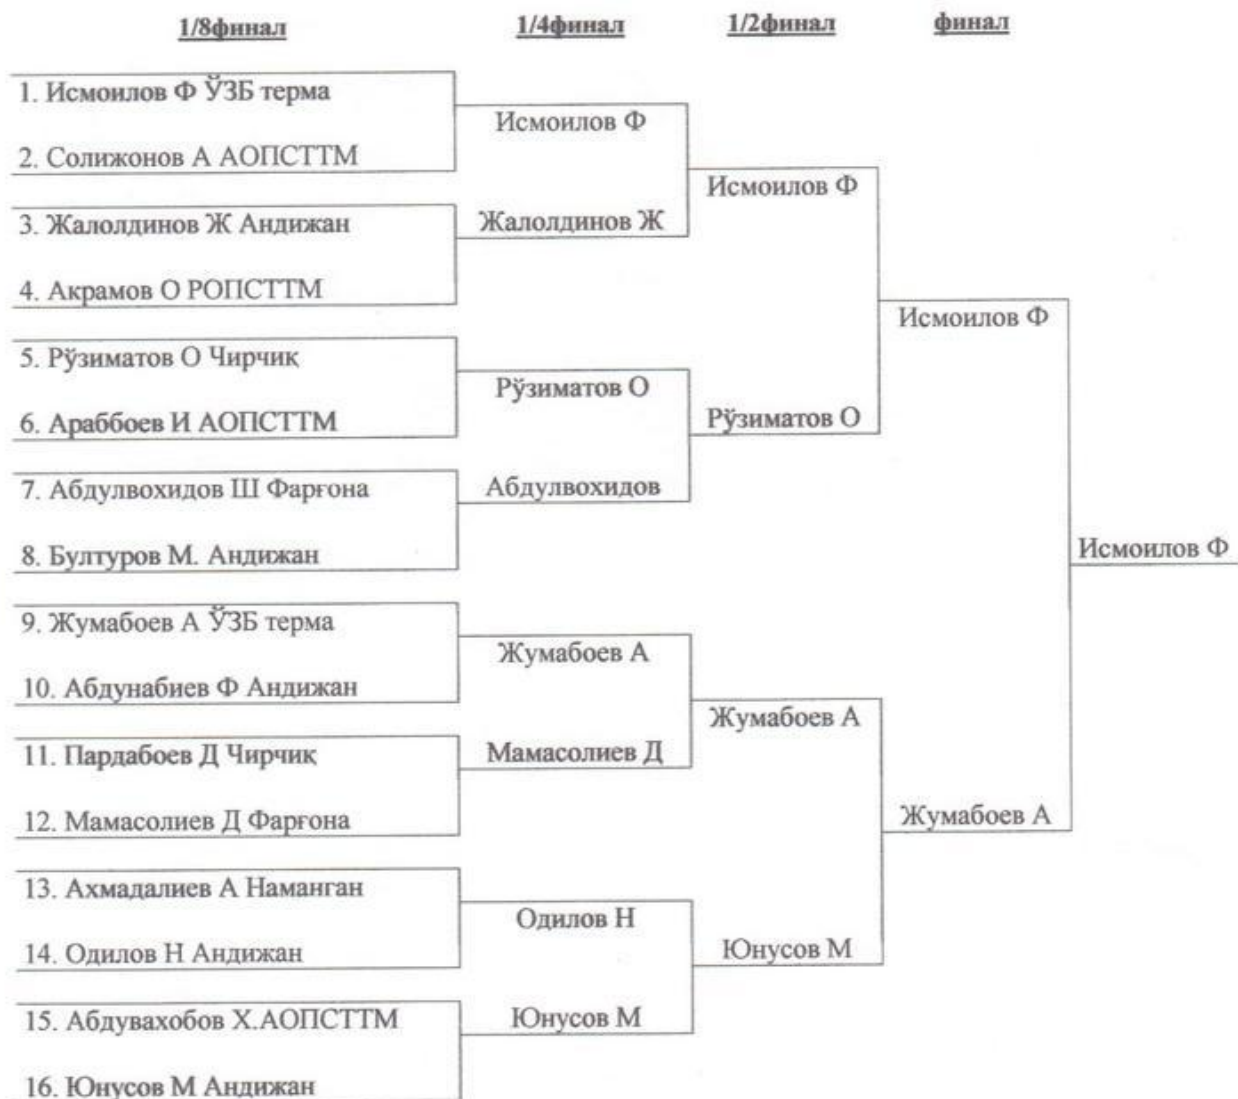 1/8финал 1/4финал 1/2финал финал
1. Исмоилов Ф ЎЗБ терма
Исмоилов Ф
2. Солижонов А АОПСТТМ
Исмоилов Ф
3. Жалолдинов Ж Андижан
Жалолдинов Ж
4. Акрамов О РОПСТТМ
Исмоилов Ф
5. Рўзиматов О Чирчиқ
Рўзиматов О
6. Араббоев И АОПСТТМ
Рўзиматов О
7. Абдулвохидов Ш Фарғона
Абдулвохидов
8. Бултуров М. Андижан
Исмоилов Ф
9. Жумабоев А ЎЗБ терма
Жумабоев А
10. Абдунабиев Ф Андижан
Жумабоев А
11. Пардабоев Д Чирчиқ
Мамасолиев Д
12. Мамасолиев Д Фарғона
Жумабоев А
13. Ахмадалиев А Наманган
Одилов Н
14. Одилов Н Андижан
Юнусов М
15. Абдувахобов Х.АОПСТТМ
Юнусов М
16. Юнусов М Андижан